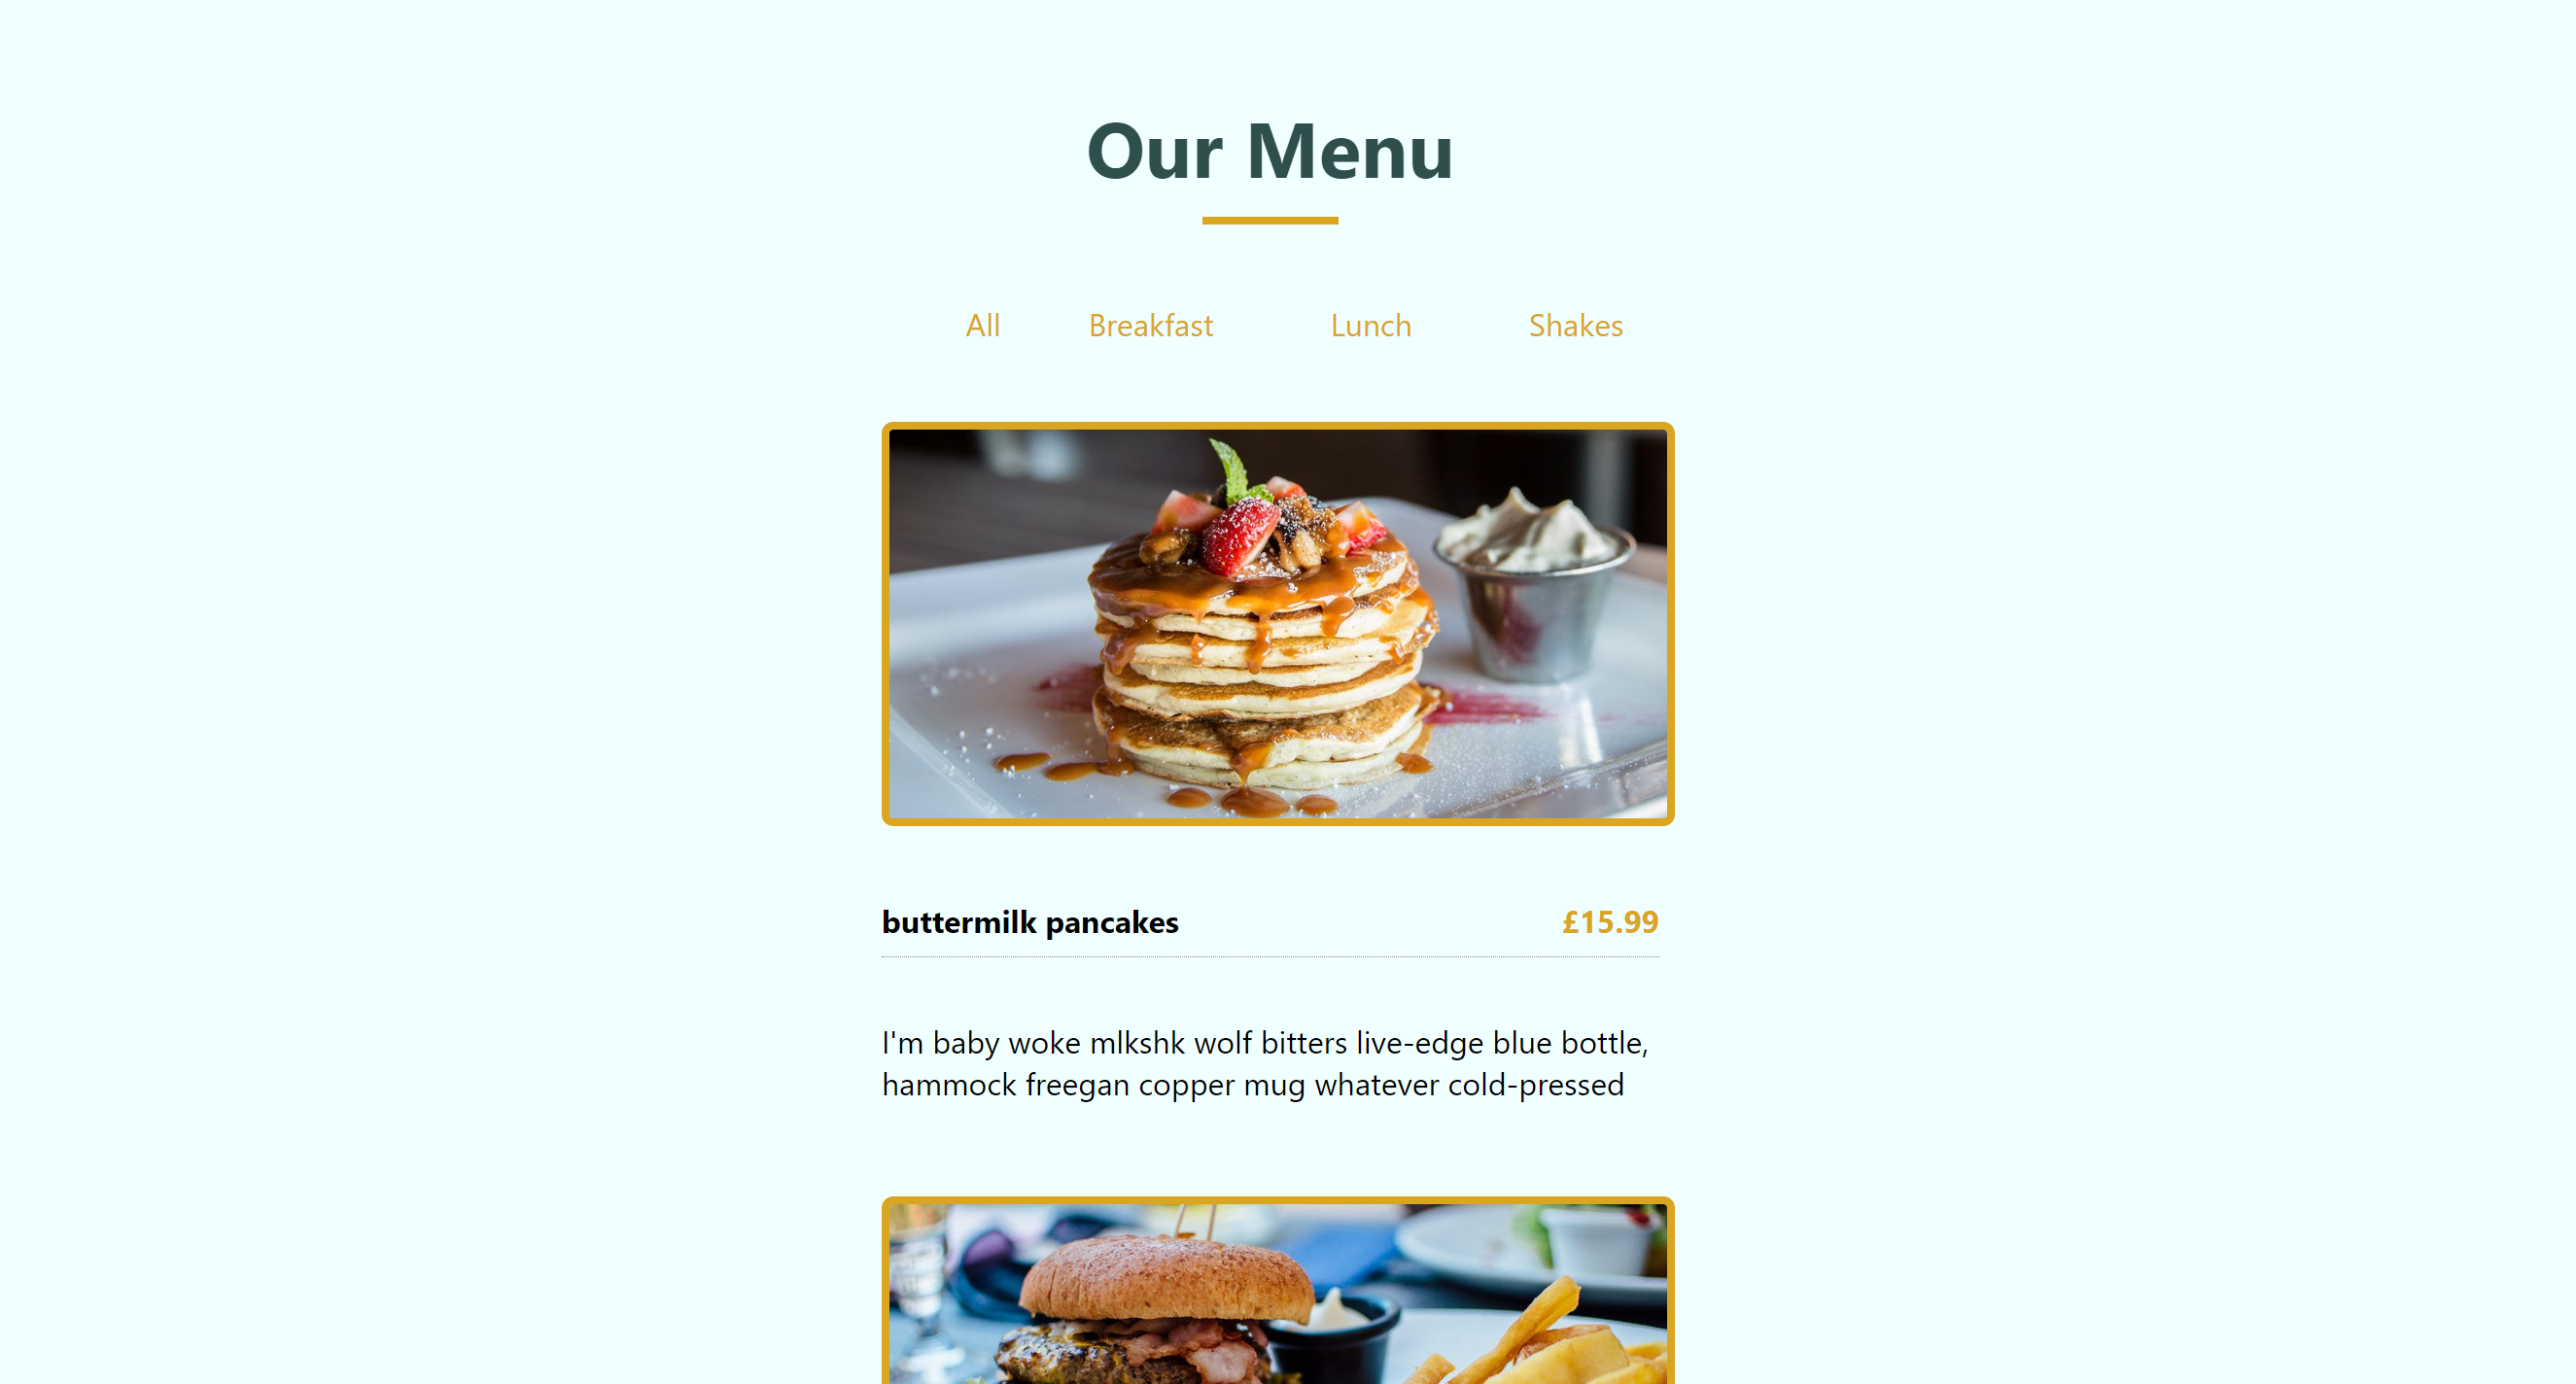 Our Menu
All Breakfast Lunch Shakes
buttermilk pancakes £15.99
I'm baby woke mlkshk wolf bitters live-edge blue bottle,
hammock freegan copper mug whatever cold-pressed